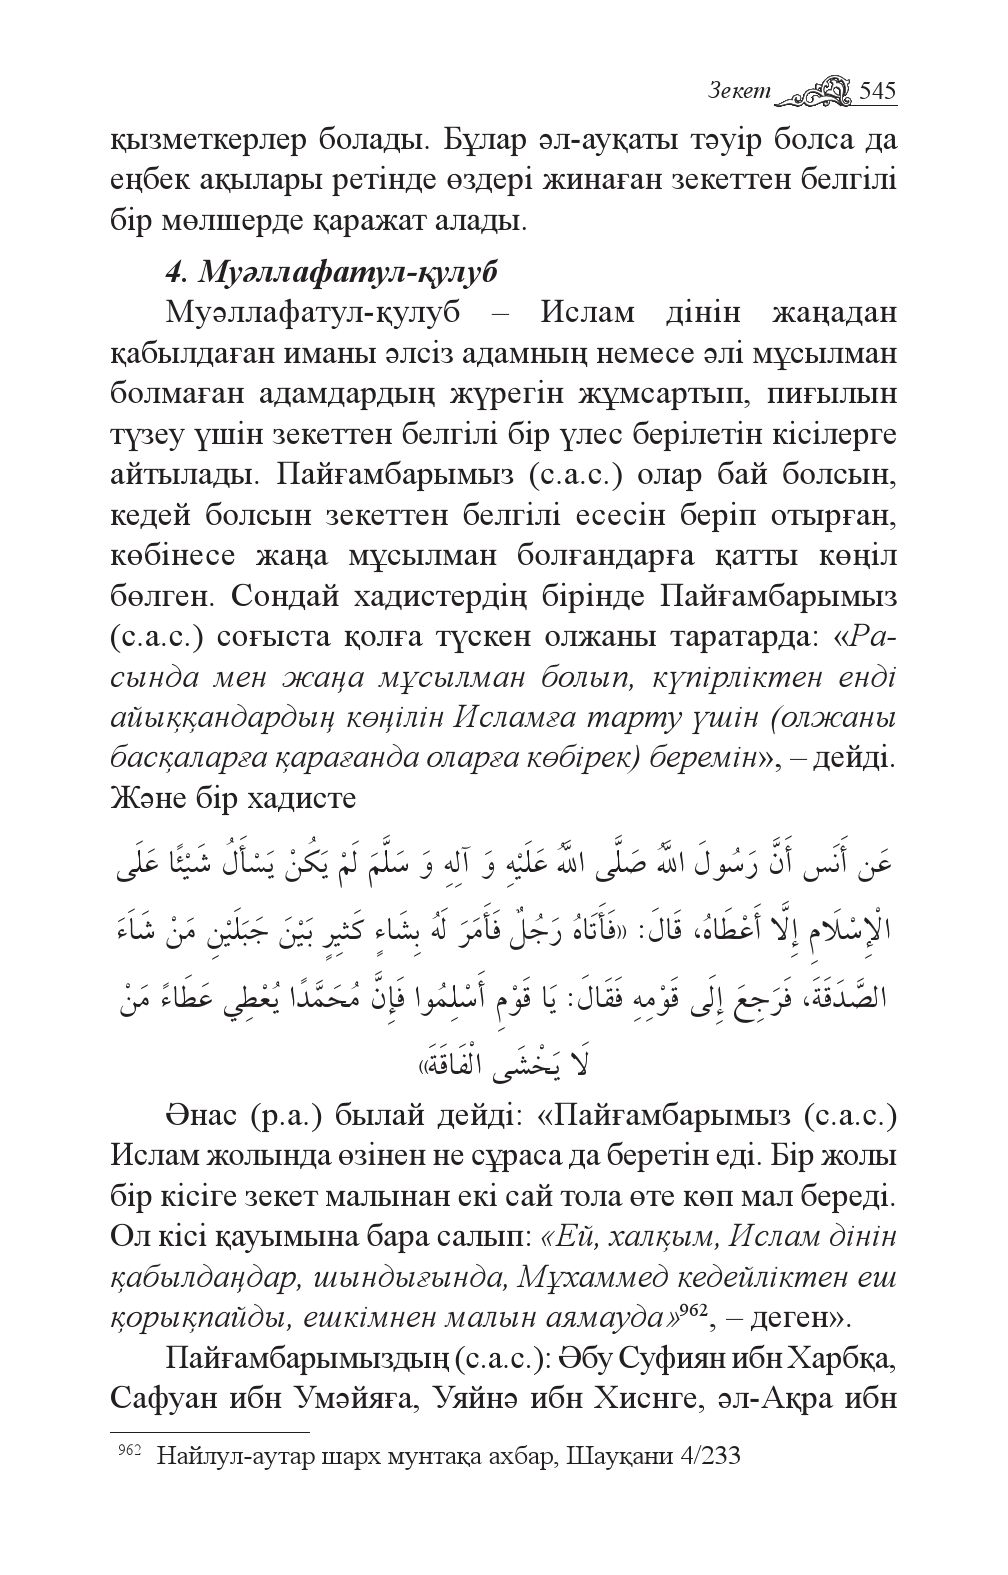 Зекет 545
қызметкерлер болады. Бұлар әл-ауқаты тәуір болса да
еңбек ақылары ретінде өздері жинаған зекеттен белгілі
бір мөлшерде қаражат алады.
4. Муәллафатул-қулуб
Муәллафатул-қулуб – Ислам дінін жаңадан
қабылдаған иманы әлсіз адамның немесе әлі мұсылман
болмаған адамдардың жүрегін жұмсартып, пиғылын
түзеу үшін зекеттен белгілі бір үлес берілетін кісілерге
айтылады. Пайғамбарымыз (с.а.с.) олар бай болсын,
кедей болсын зекеттен белгілі есесін беріп отырған,
көбінесе жаңа мұсылман болғандарға қатты көңіл
бөлген. Сондай хадистердің бірінде Пайғамбарымыз
(с.а.с.) соғыста қолға түскен олжаны таратарда: «Ра-
сында мен жаңа мұсылман болып, күпірліктен енді
айыққандардың көңілін Исламға тарту үшін (олжаны
басқаларға қарағанда оларға көбірек) беремін», – дейді.
Және бір хадисте
عَن أَنَس أَنَّ رَسُولَ اللهَ صَلَّى اللهُ عَلَيْهِ وَ آلِهِ وَ سَلَّمَ لَمْ يَكُنْ يَسْأَلُ شَيْئًا عَلَى
الْإِسْلَامِ إِلَّا أَعْطَاهُ، قَالَ: «فَأَتَاهُ رَجُلٌ فَأَمَرَ لَهُ بِشَاءٍ كَثِيرٍ بَيْنَ جَبَلَيْنِ مَنْ شَاءَ
الصَّدَقَةَ، فَرَجِعَ إِلَى قَوْمِهِ فَقَالَ: يَا قَوْمِ أَسْلِمُوا فَإِنَّ مُحَمَّدًا يُعْطِي عَطَاءً مَنْ
لَا يَخْشَى الْفَاقَةَ»
Әнас (р.а.) былай дейді: «Пайғамбарымыз (с.а.с.)
Ислам жолында өзінен не сұраса да беретін еді. Бір жолы
бір кісіге зекет малынан екі сай тола өте көп мал береді.
Ол кісі қауымына бара салып: «Ей, халқым, Ислам дінін
қабылдаңдар, шындығында, Мұхаммед кедейліктен еш
қорықпайды, ешкімнен малын аямауда»962, – деген».
Пайғамбарымыздың (с.а.с.): Әбу Суфиян ибн Харбқа,
Сафуан ибн Умәйяға, Уяйнә ибн Хиснге, әл-Ақра ибн
962 Найлул-аутар шарх мунтақа ахбар, Шауқани 4/233